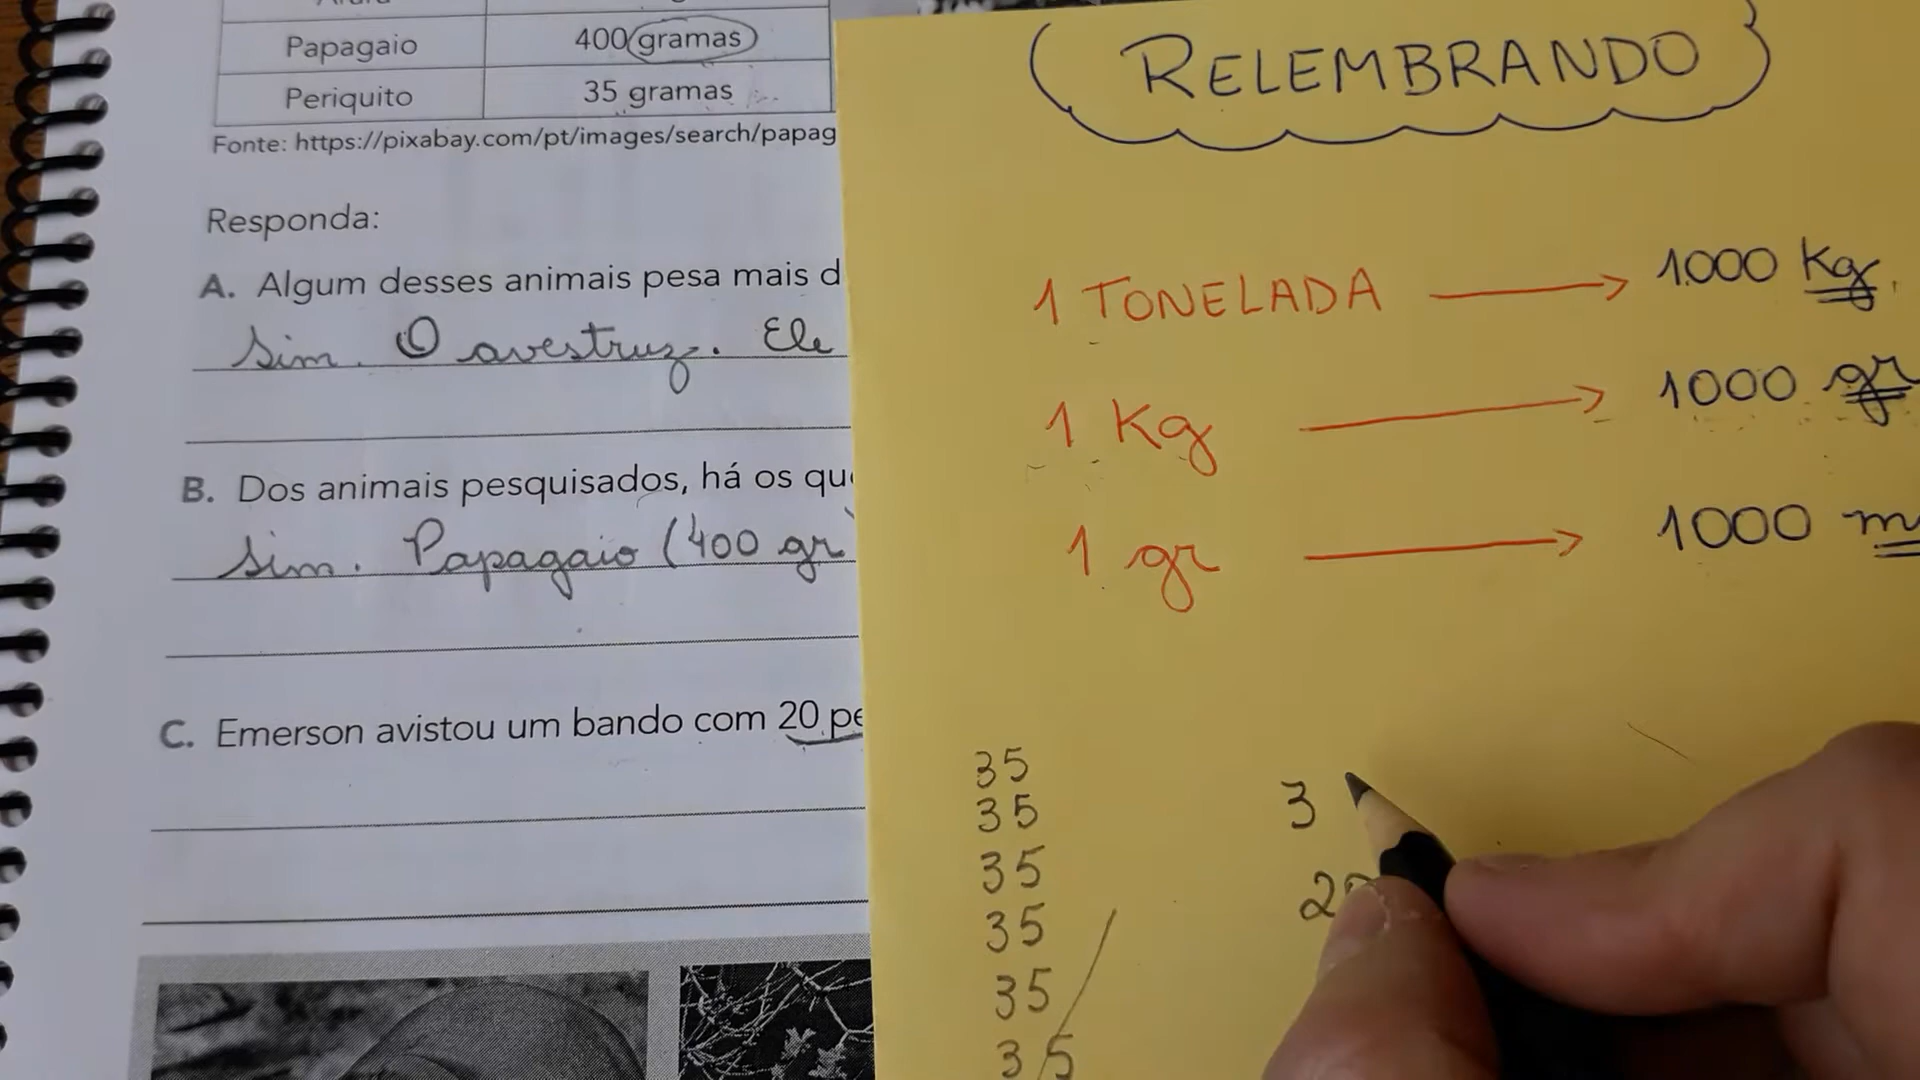 Papagaio 400 gramas
Periquito 35 gramas
Fonte: https://pixabay.com/pt/images/search/papag
Responda:
A. Algum desses animais pesa mais d
Sim. O avestruz. Ele
B. Dos animais pesquisados, há os qu
Sim. Papagaio (400 gr
C. Emerson avistou um bando com 20 pe
RELEMBRANDO
1 TONELADA → 1000 Kg.
1 Kg → 1000 gr
1 gr → 1000 m
35
35
35
35
35
35
3
20